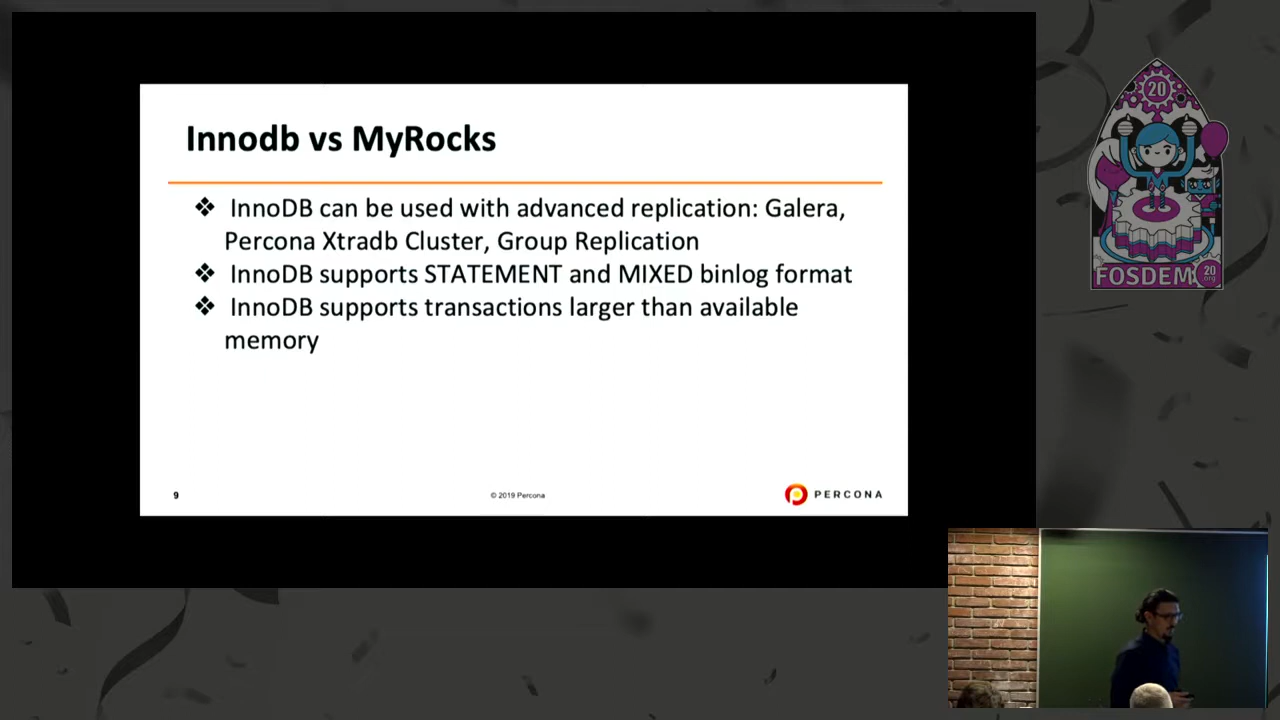 Innodb vs MyRocks
❖ InnoDB can be used with advanced replication: Galera,
Percona Xtradb Cluster, Group Replication
❖ InnoDB supports STATEMENT and MIXED binlog format
❖ InnoDB supports transactions larger than available
memory
9
© 2019 Percona
PERCONA
20
FOSDEM
20
.org